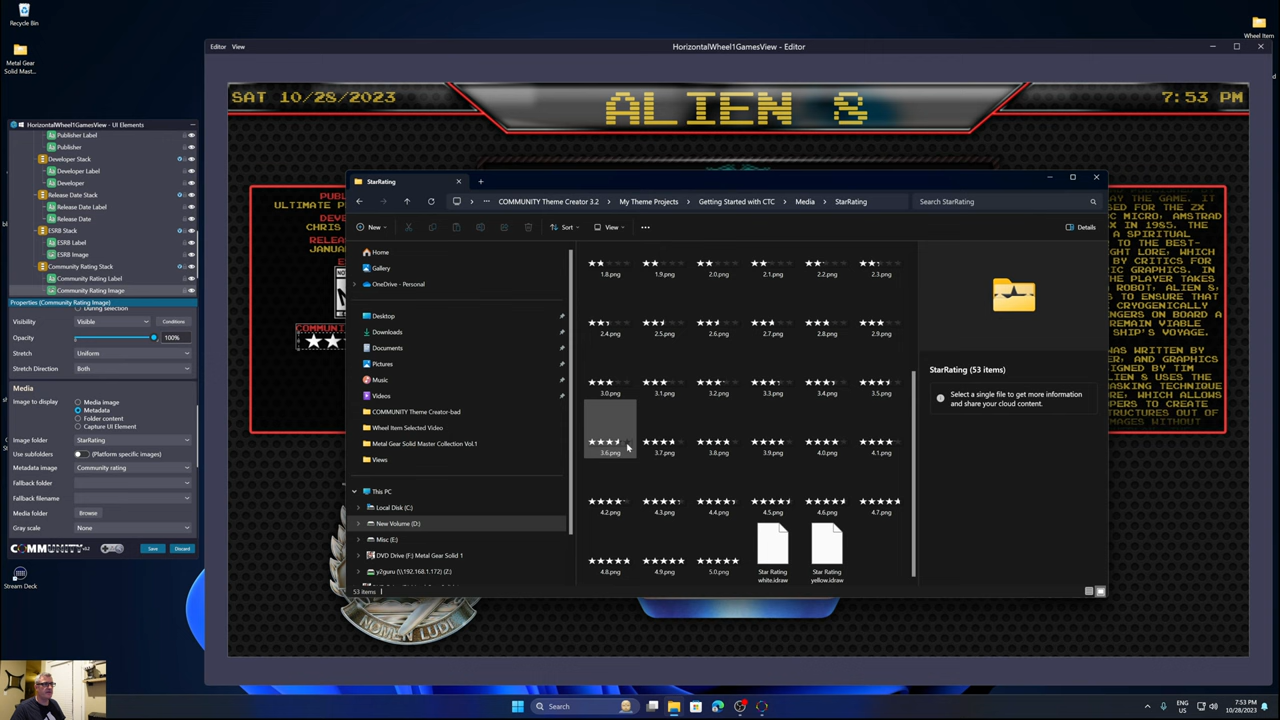 Recycle Bin
Metal Gear
Solid Mast...
Wheel Item
Editor View
HorizontalWheel1GamesView - Editor
SAT 10/28/2023
ALIEN 8
7:53 PM
HorizontalWheel1GamesView - UI Elements
Publisher Label
Publisher
Developer Stack
Developer Label
Developer
Release Date Stack
Release Date Label
Release Date
ESRB Stack
ESRB Label
ESRB Image
Community Rating Stack
Community Rating Label
Community Rating Image
Properties (Community Rating Image)
During selection
Visibility Visible Conditions
Opacity 100%
Stretch Uniform
Stretch Direction Both
Media
Image to display Media image
Metadata
Folder content
Capture UI Element
Image folder StarRating
Use subfolders (Platform specific images)
Metadata image Community rating
Fallback folder
Fallback filename
Media folder Browse
Gray scale None
COMMUNITY v3.2 Save Discard
Stream Deck
StarRating
COMMUNITY Theme Creator 3.2 My Theme Projects Getting Started with CTC Media StarRating
Search StarRating
New Sort View Details
Home
Gallery
OneDrive - Personal
Desktop
Downloads
Documents
Pictures
Music
Videos
COMMUNITY Theme Creator-bad
Wheel Item Selected Video
Metal Gear Solid Master Collection Vol.1
Views
This PC
Local Disk (C:)
New Volume (D:)
Misc (E:)
DVD Drive (F:) Metal Gear Solid 1
y2guru (\\192.168.1.172) (Z:)
1.8.png 1.9.png 2.0.png 2.1.png 2.2.png 2.3.png
2.4.png 2.5.png 2.6.png 2.7.png 2.8.png 2.9.png
3.0.png 3.1.png 3.2.png 3.3.png 3.4.png 3.5.png
3.6.png 3.7.png 3.8.png 3.9.png 4.0.png 4.1.png
4.2.png 4.3.png 4.4.png 4.5.png 4.6.png 4.7.png
4.8.png 4.9.png 5.0.png Star Rating
white.idraw Star Rating
yellow.idraw
StarRating (53 items)
Select a single file to get more information
and share your cloud content.
53 items
NOMEN LUDI
Search
ENG
US
7:53 PM
10/28/2023